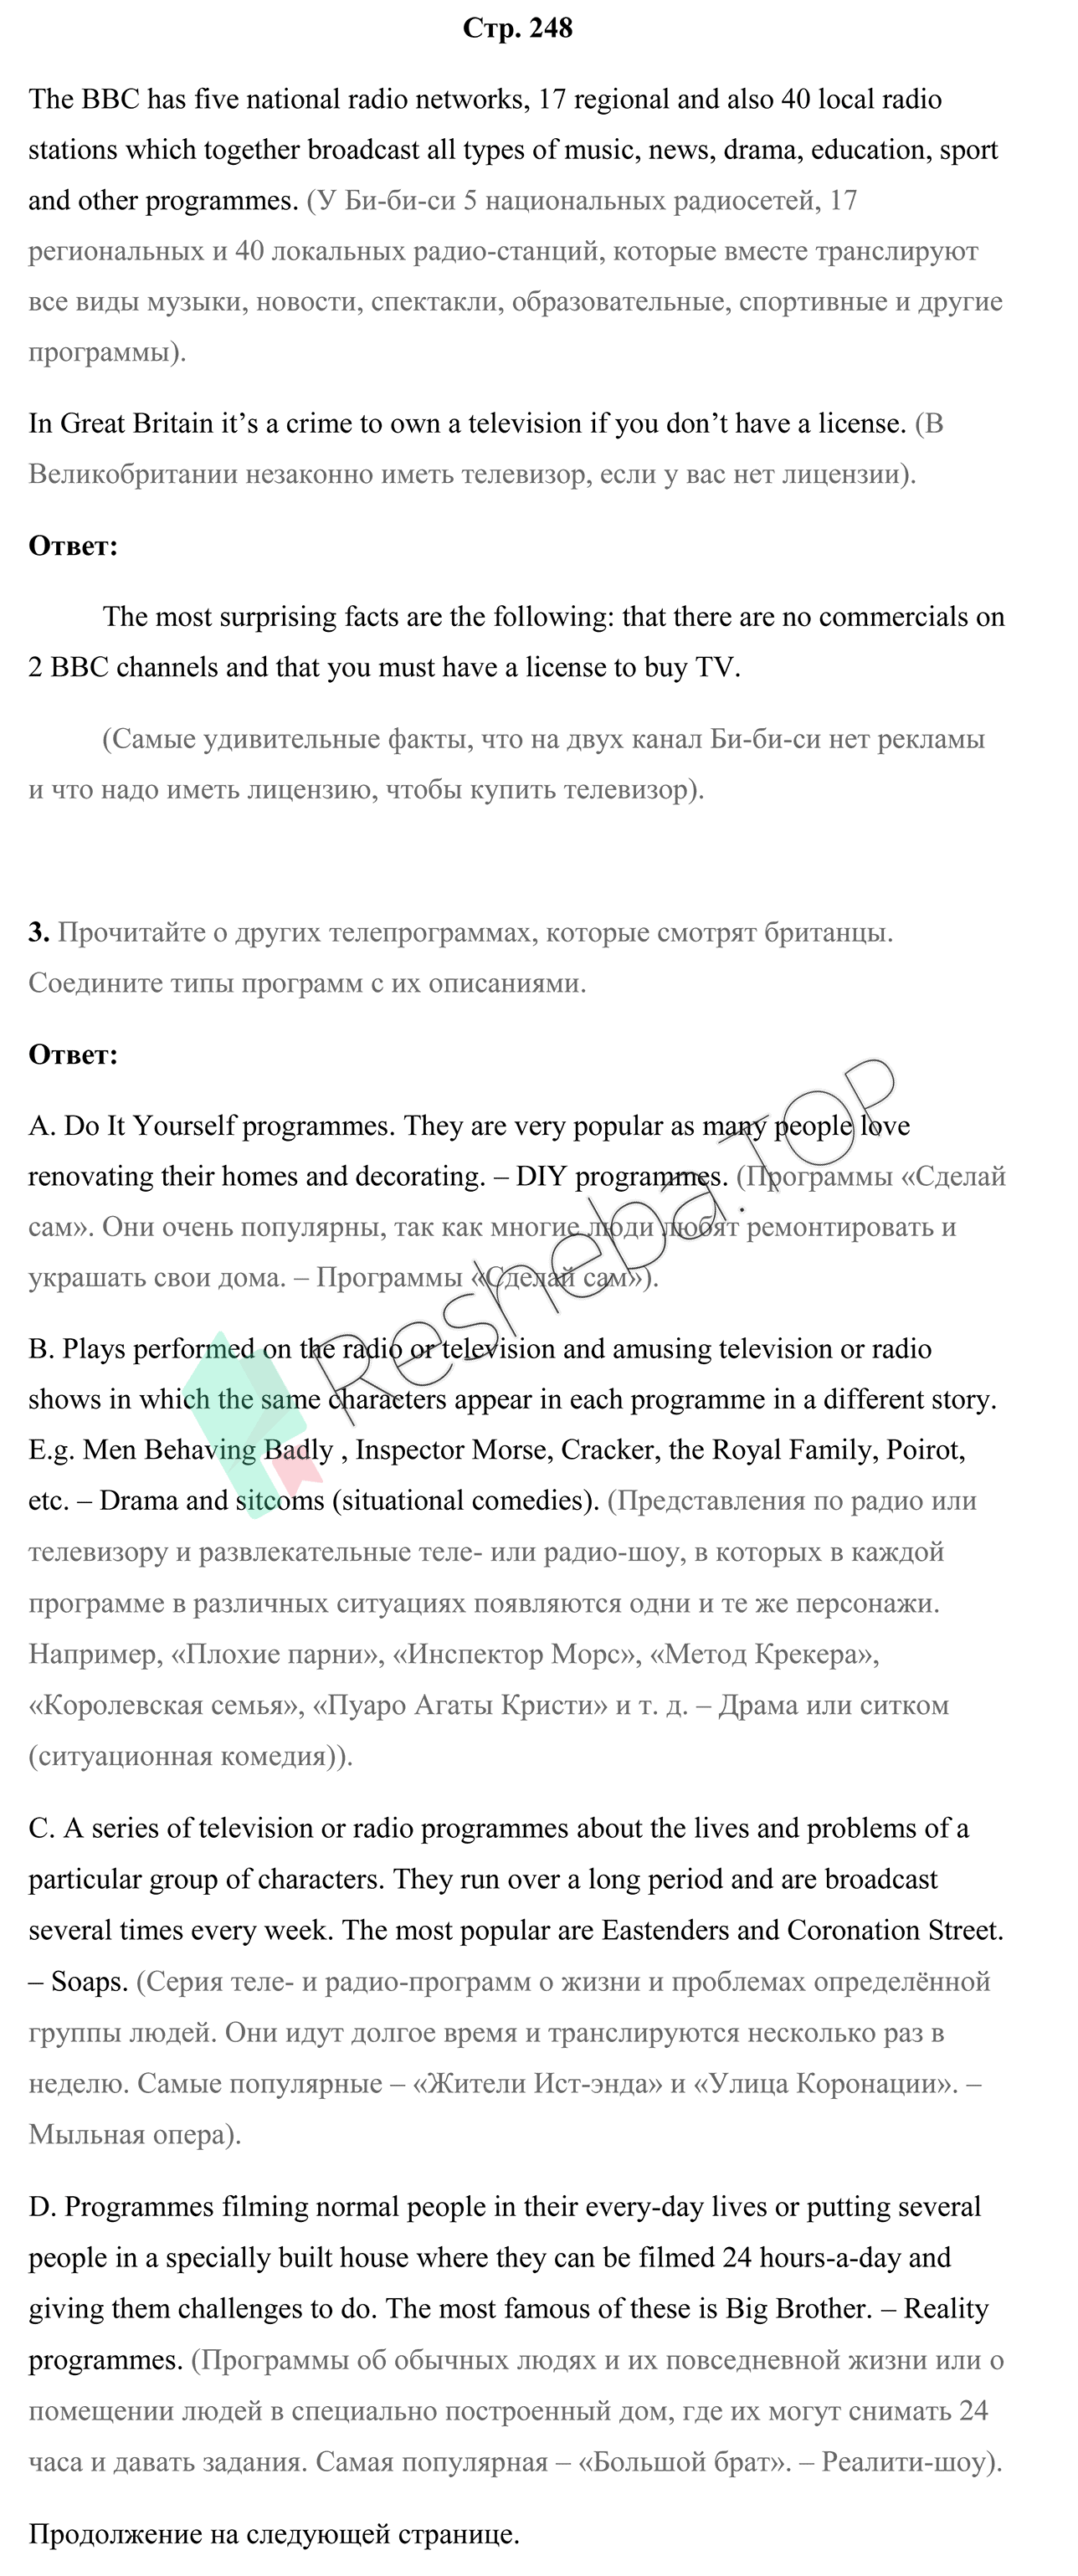 Стр. 248
The BBC has five national radio networks, 17 regional and also 40 local radio
stations which together broadcast all types of music, news, drama, education, sport
and other programmes. (У Би-би-си 5 национальных радиосетей, 17
региональных и 40 локальных радио-станций, которые вместе транслируют
все виды музыки, новости, спектакли, образовательные, спортивные и другие
программы).
In Great Britain it’s a crime to own a television if you don’t have a license. (В
Великобритании незаконно иметь телевизор, если у вас нет лицензии).
Ответ:
The most surprising facts are the following: that there are no commercials on
2 BBC channels and that you must have a license to buy TV.
(Самые удивительные факты, что на двух канал Би-би-си нет рекламы
и что надо иметь лицензию, чтобы купить телевизор).
3. Прочитайте о других телепрограммах, которые смотрят британцы.
Соедините типы программ с их описаниями.
Ответ:
A. Do It Yourself programmes. They are very popular as many people love
renovating their homes and decorating. – DIY programmes. (Программы «Сделай
сам». Они очень популярны, так как многие люди любят ремонтировать и
украшать свои дома. – Программы «Сделай сам»).
B. Plays performed on the radio or television and amusing television or radio
shows in which the same characters appear in each programme in a different story.
E.g. Men Behaving Badly , Inspector Morse, Cracker, the Royal Family, Poirot,
etc. – Drama and sitcoms (situational comedies). (Представления по радио или
телевизору и развлекательные теле- или радио-шоу, в которых в каждой
программе в различных ситуациях появляются одни и те же персонажи.
Например, «Плохие парни», «Инспектор Морс», «Метод Крекера»,
«Королевская семья», «Пуаро Агаты Кристи» и т. д. – Драма или ситком
(ситуационная комедия)).
C. A series of television or radio programmes about the lives and problems of a
particular group of characters. They run over a long period and are broadcast
several times every week. The most popular are Eastenders and Coronation Street.
– Soaps. (Серия теле- и радио-программ о жизни и проблемах определённой
группы людей. Они идут долгое время и транслируются несколько раз в
неделю. Самые популярные – «Жители Ист-энда» и «Улица Коронации». –
Мыльная опера).
D. Programmes filming normal people in their every-day lives or putting several
people in a specially built house where they can be filmed 24 hours-a-day and
giving them challenges to do. The most famous of these is Big Brother. – Reality
programmes. (Программы об обычных людях и их повседневной жизни или о
помещении людей в специально построенный дом, где их могут снимать 24
часа и давать задания. Самая популярная – «Большой брат». – Реалити-шоу).
Продолжение на следующей странице.
Resheba.TOP